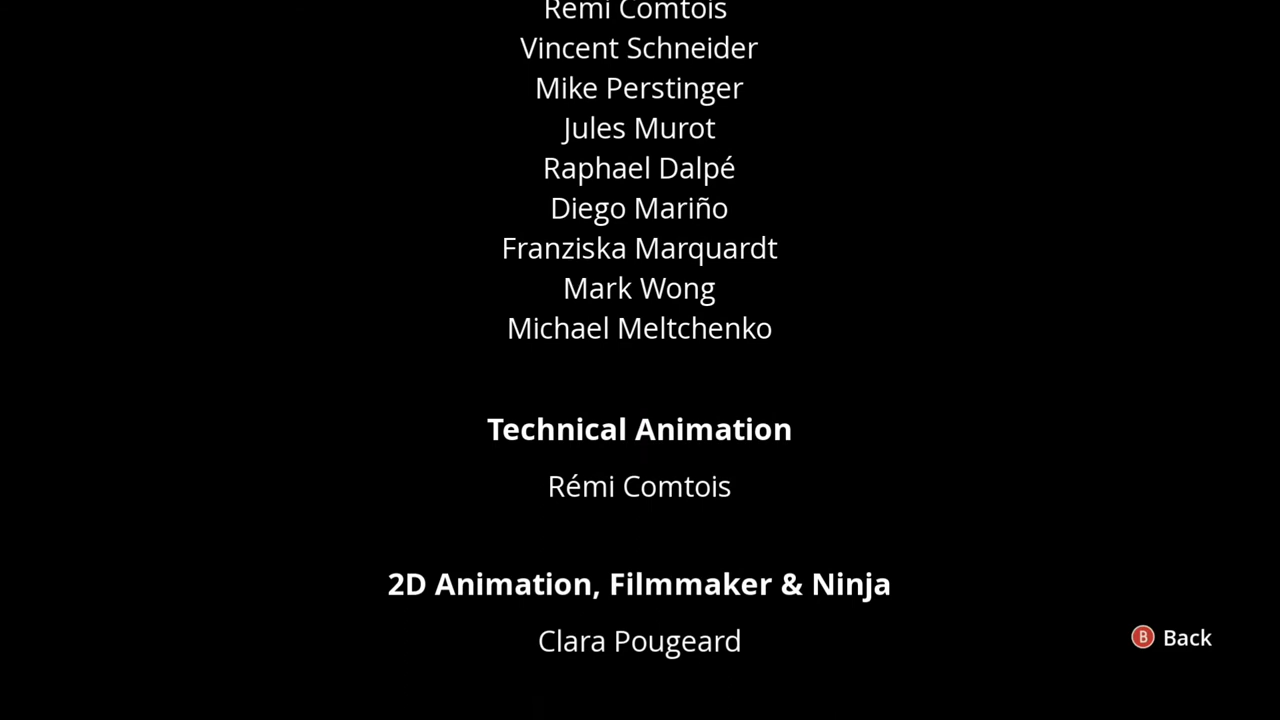 Rémi Comtois
Vincent Schneider
Mike Perstinger
Jules Murot
Raphael Dalpé
Diego Mariño
Franziska Marquardt
Mark Wong
Michael Meltchenko
Technical Animation
Rémi Comtois
2D Animation, Filmmaker & Ninja
Clara Pougeard
B Back